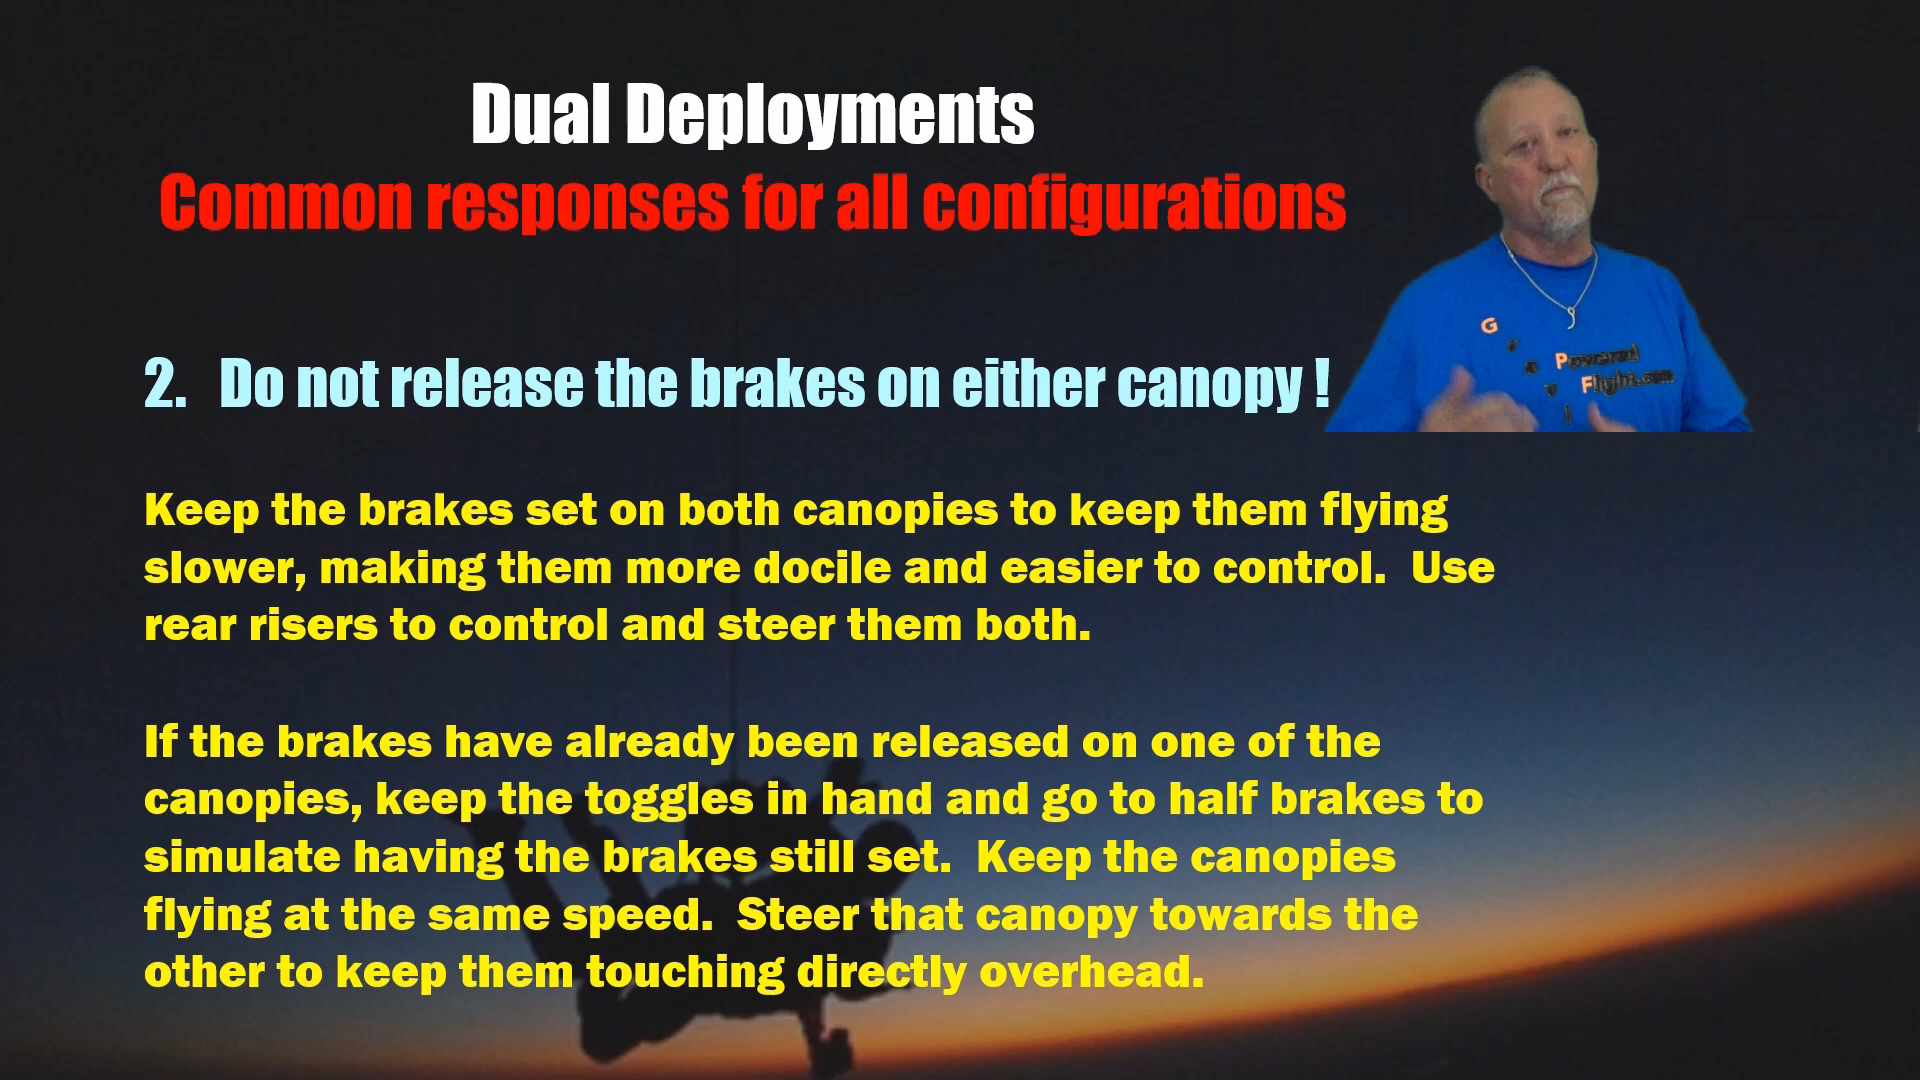 Dual Deployments
Common responses for all configurations
2. Do not release the brakes on either canopy !
Keep the brakes set on both canopies to keep them flying
slower, making them more docile and easier to control. Use
rear risers to control and steer them both.
If the brakes have already been released on one of the
canopies, keep the toggles in hand and go to half brakes to
simulate having the brakes still set. Keep the canopies
flying at the same speed. Steer that canopy towards the
other to keep them touching directly overhead.
Powered
Flight.com